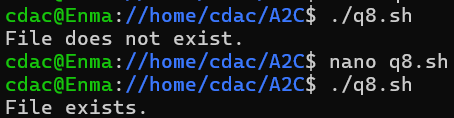 cdac@Enma://home/cdac/A2C$ ./q8.sh
File does not exist.
cdac@Enma://home/cdac/A2C$ nano q8.sh
cdac@Enma://home/cdac/A2C$ ./q8.sh
File exists.